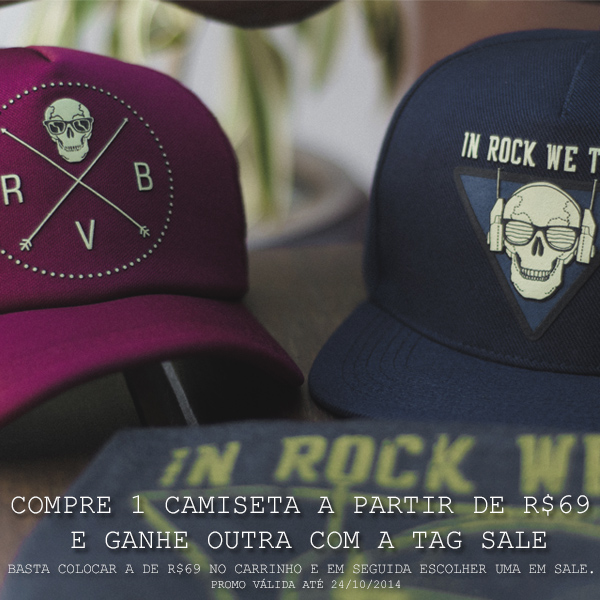 R B
V
IN ROCK WE T
IN ROCK WE
COMPRE 1 CAMISETA A PARTIR DE R$69
E GANHE OUTRA COM A TAG SALE
BASTA COLOCAR A DE R$69 NO CARRINHO E EM SEGUIDA ESCOLHER UMA EM SALE.
PROMO VÁLIDA ATÉ 24/10/2014